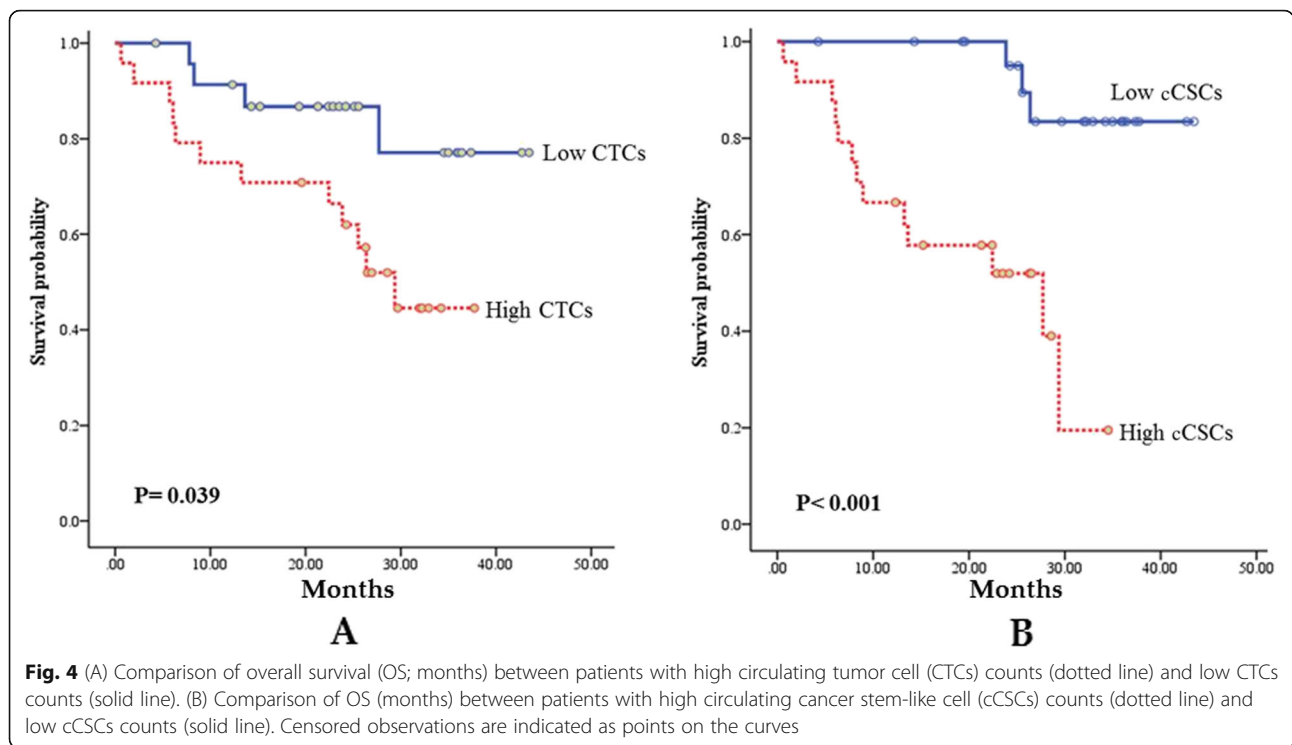 1.0
0.8
0.6
0.4
0.2
0.0
Survival probability
Low CTCs
High CTCs
P= 0.039
.00 10.00 20.00 30.00 40.00 50.00
Months
A
1.0
0.8
0.6
0.4
0.2
0.0
Survival probability
Low cCSCs
High cCSCs
P< 0.001
.00 10.00 20.00 30.00 40.00 50.00
Months
B
Fig. 4 (A) Comparison of overall survival (OS; months) between patients with high circulating tumor cell (CTCs) counts (dotted line) and low CTCs
counts (solid line). (B) Comparison of OS (months) between patients with high circulating cancer stem-like cell (cCSCs) counts (dotted line) and
low cCSCs counts (solid line). Censored observations are indicated as points on the curves